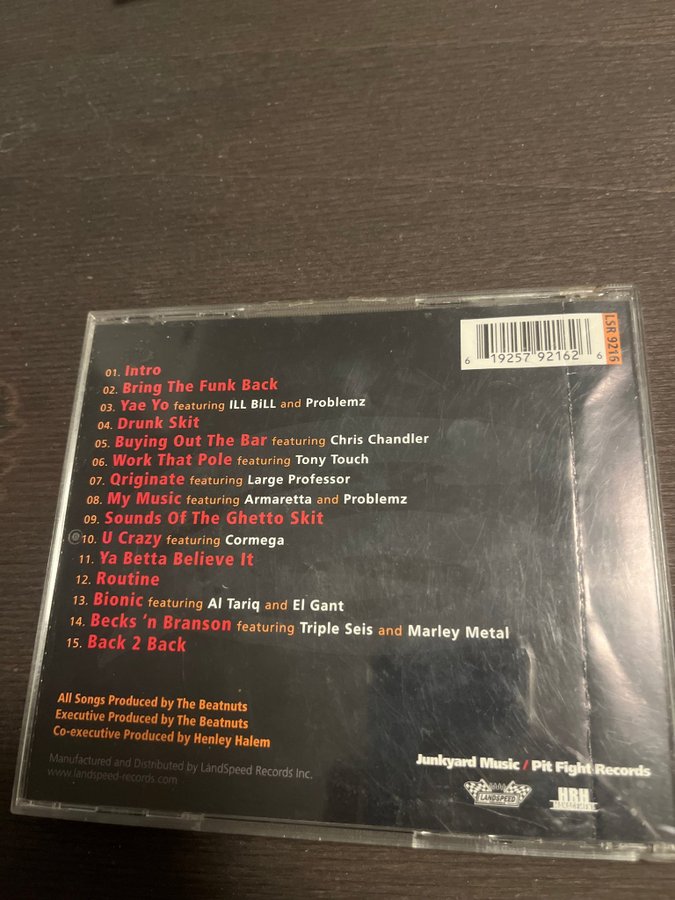 LSR 9216
6 19257 92162 6
01. Intro
02. Bring The Funk Back
03. Yae Yo featuring ILL BiLL and Problemz
04. Drunk Skit
05. Buying Out The Bar featuring Chris Chandler
06. Work That Pole featuring Tony Touch
07. Originate featuring Large Professor
08. My Music featuring Armaretta and Problemz
09. Sounds Of The Ghetto Skit
10. U Crazy featuring Cormega
11. Ya Betta Believe It
12. Routine
13. Bionic featuring Al Tariq and El Gant
14. Becks 'n Branson featuring Triple Seis and Marley Metal
15. Back 2 Back
All Songs Produced by The Beatnuts
Executive Produced by The Beatnuts
Co-executive Produced by Henley Halem
Manufactured and Distributed by LandSpeed Records Inc.
www.landspeed-records.com
Junkyard Music / Pit Fight Records
LANDSPEED
HRH